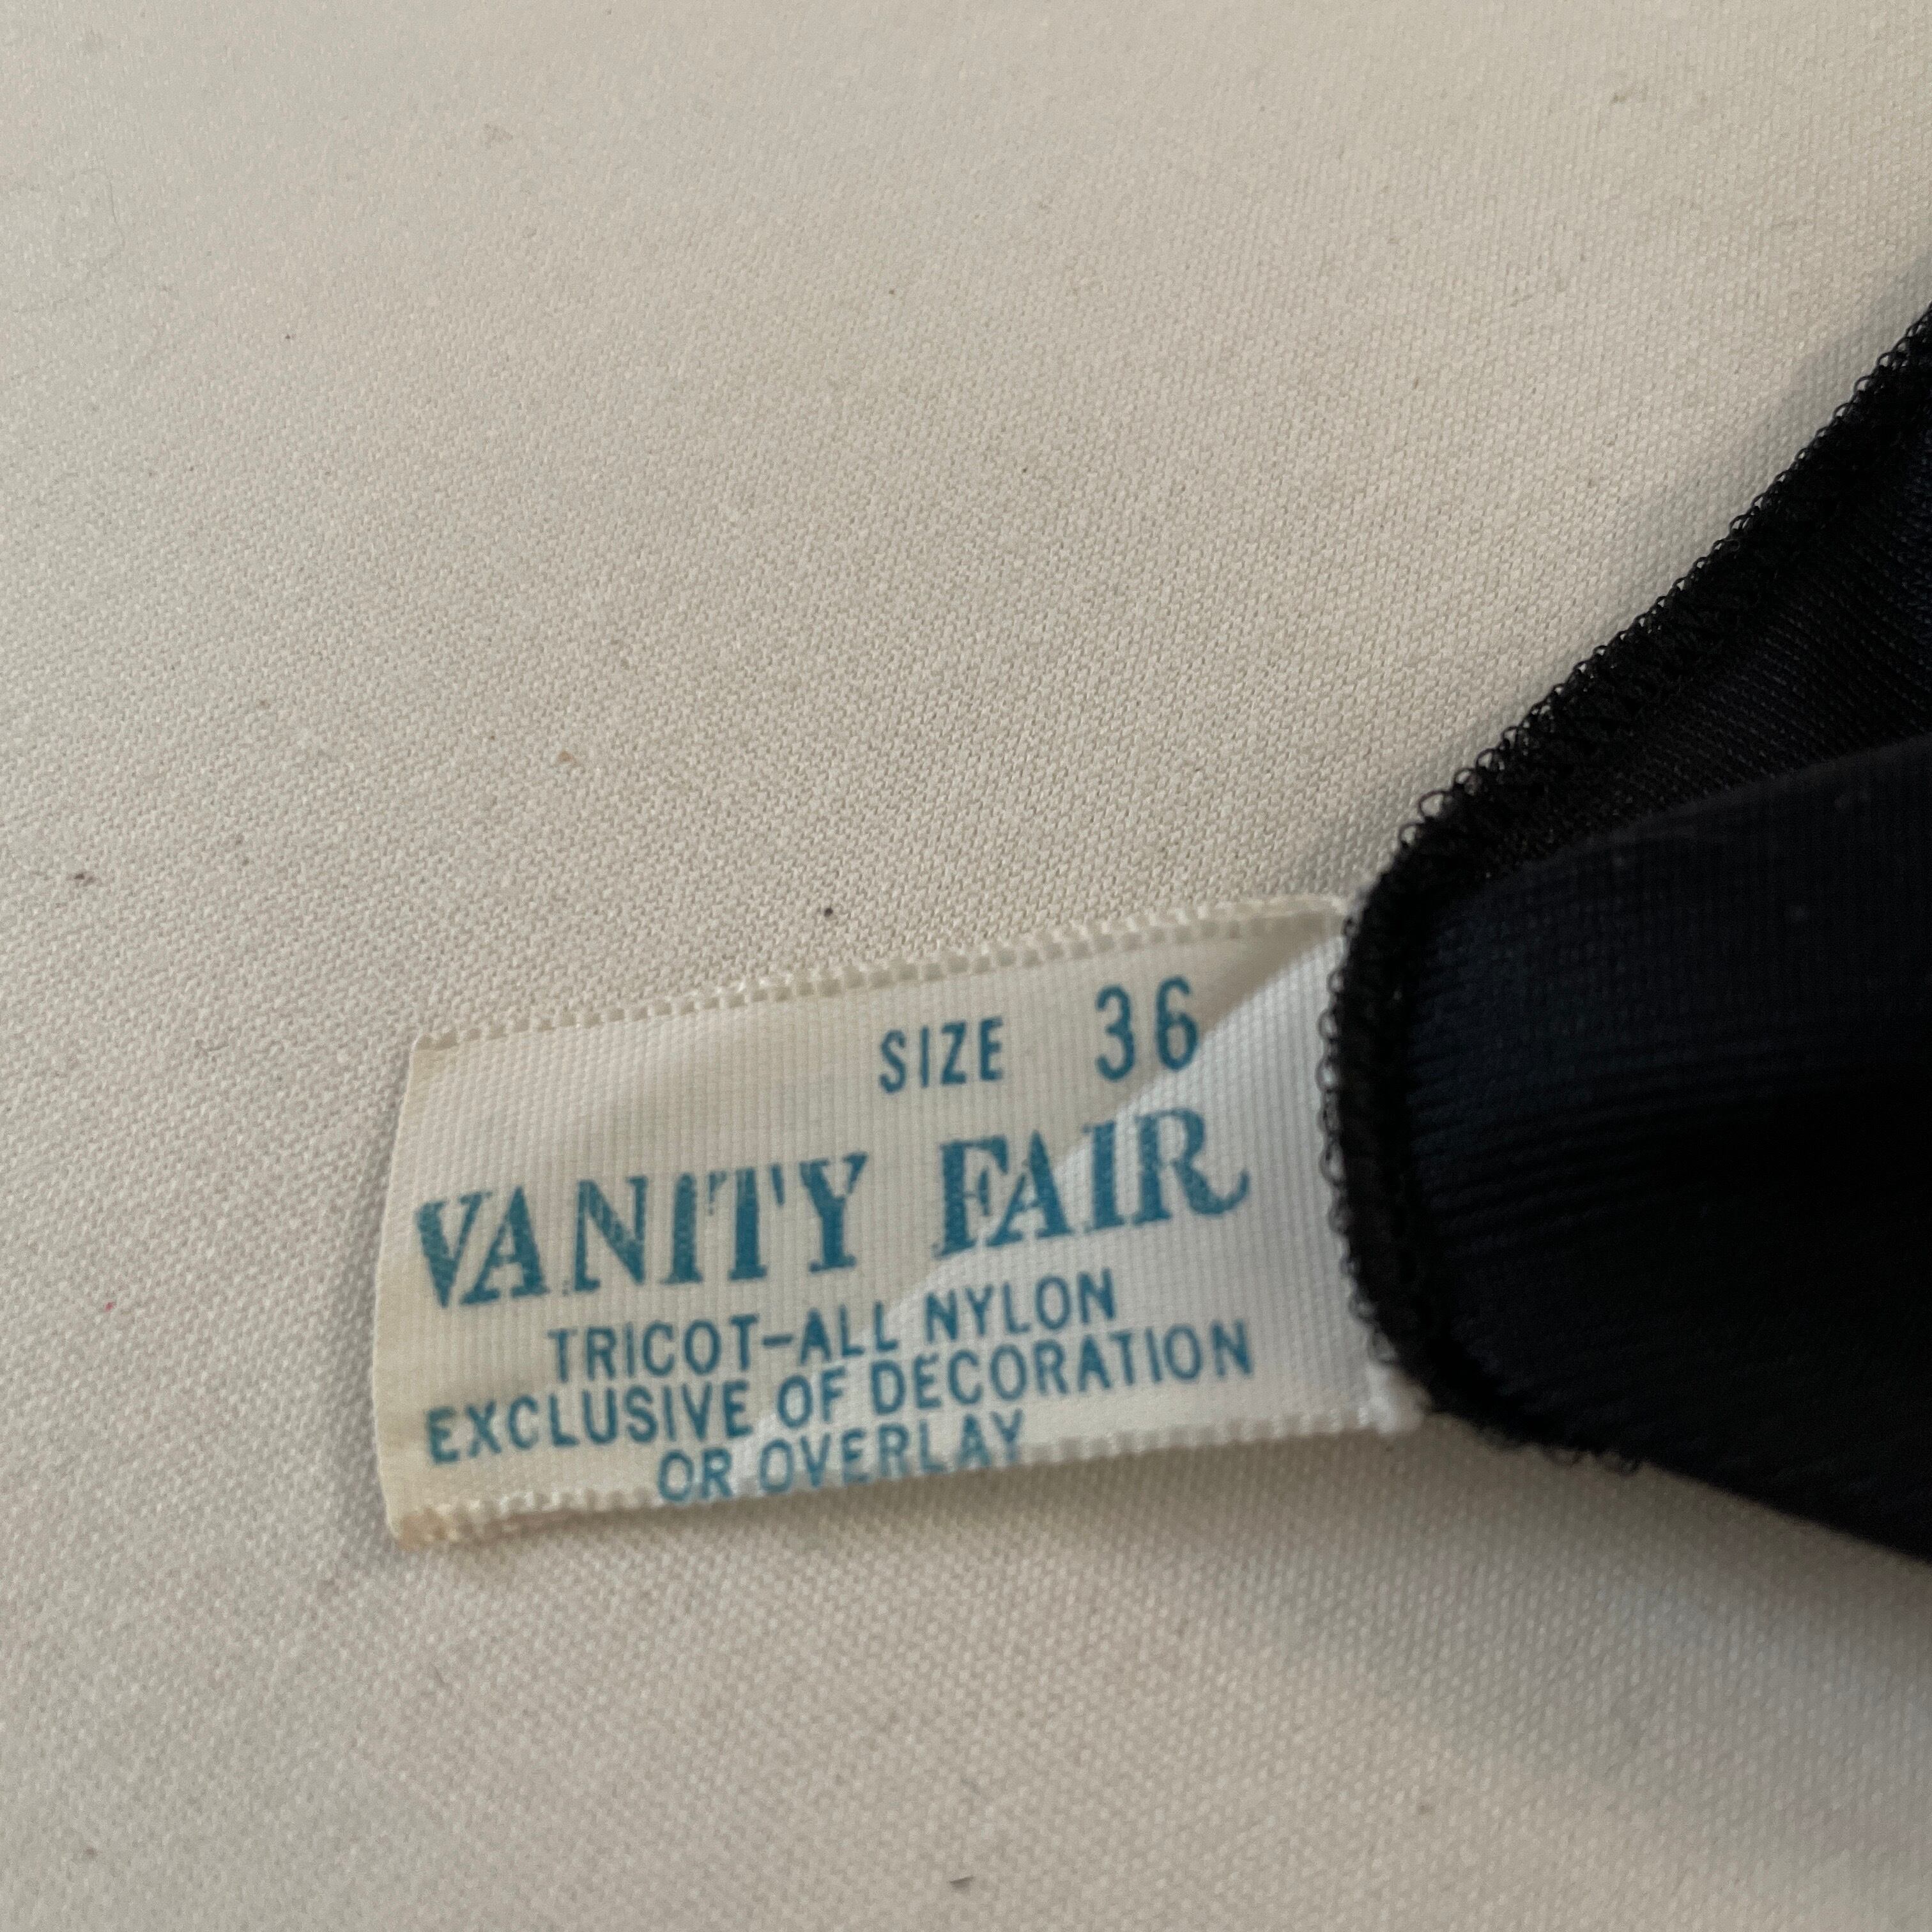 SIZE 36
VANITY FAIR
TRICOT-ALL NYLON
EXCLUSIVE OF DECORATION
OR OVERLAY